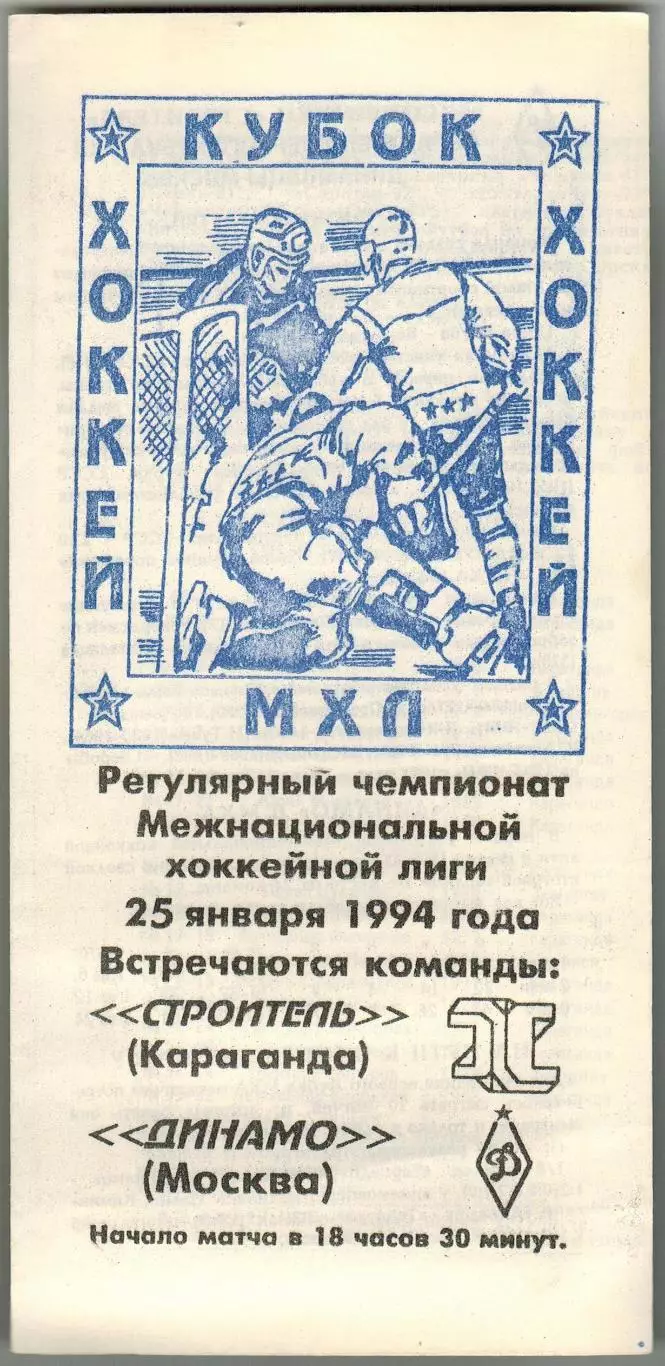 КУБОК
ХОККЕЙ
ХОККЕЙ
МХЛ
Регулярный чемпионат
Межнациональной
хоккейной лиги
25 января 1994 года
Встречаются команды:
<<СТРОИТЕЛЬ>>
(Караганда)
<<ДИНАМО>>
(Москва)
Д
Начало матча в 18 часов 30 минут.